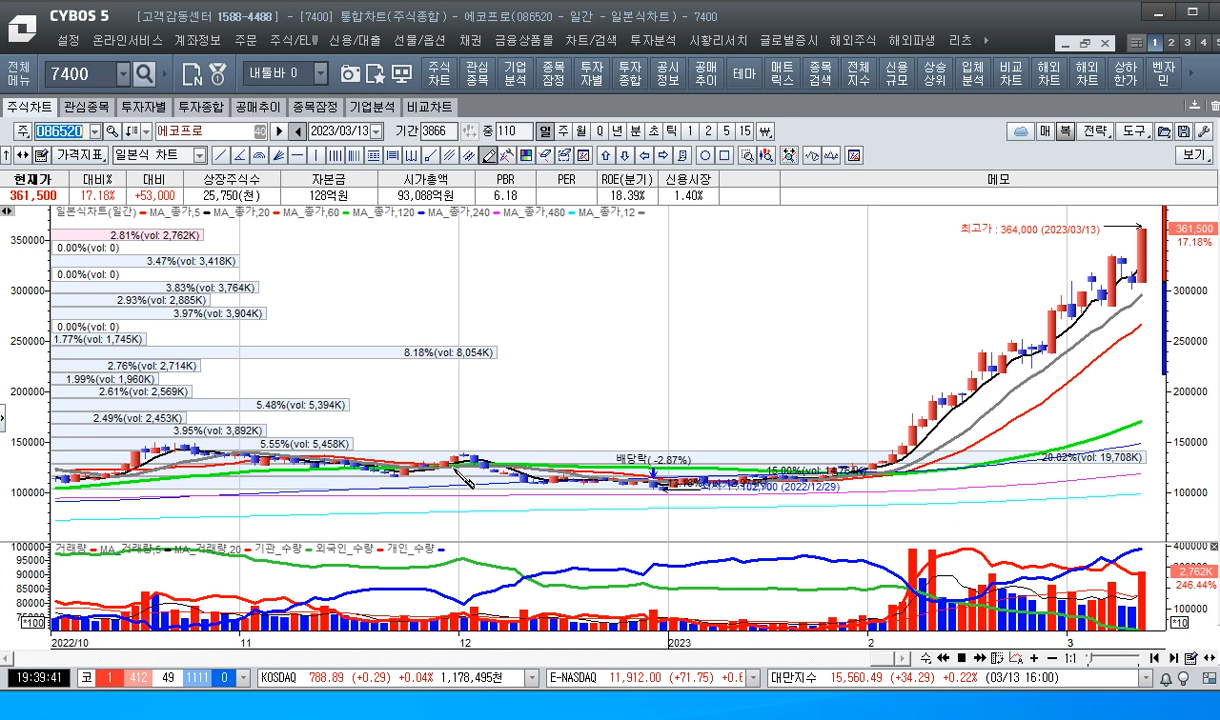 CYBOS 5 [고객감동센터 1588-4488] - [7400] 통합차트(주식종합) - 에코프로(086520 - 일간 - 일본식차트) - 7400
설정 온라인서비스 계좌정보 주문 주식/ELW 신용/대출 선물/옵션 채권 금융상품몰 차트/검색 투자분석 시황리서치 글로벌증시 해외주식 해외파생 리츠 1 2 3 4
전체메뉴 7400 N 내툴바 0 주식차트 관심종목 기업분석 종목잠정 투자자별 투자종합 공시정보 공매추이 테마 매트릭스 종목검색 전체지수 신용규모 상승상위 입체분석 비교차트 해외차트 해외차트 상하한가 벤자민
주식차트 관심종목 투자자별 투자종합 공매추이 종목잠정 기업분석 비교차트
주 086520 에코프로 40 2023/03/13 기간 3866 중 110 일 주 월 Q 년 분 초 틱 1 2 5 15 매 복 전략 도구
가격지표 일본식 차트 보기
현재가 대비% 대비 상장주식수 자본금 시가총액 PBR PER ROE(분기) 신용시장 메모
361,500 17.18% +53,000 25,750(천) 128억원 93,088억원 6.18 18.39% 1.40%
일본식차트(일간) MA_종가,5 MA_종가,20 MA_종가,60 MA_종가,120 MA_종가,240 MA_종가,480 MA_종가,12
최고가 : 364,000 (2023/03/13)
361,500
17.18%
2.81%(vol: 2,762K)
350000
0.00%(vol: 0)
3.47%(vol: 3,418K)
0.00%(vol: 0)
3.83%(vol: 3,764K)
300000 300000
2.93%(vol: 2,885K)
3.97%(vol: 3,904K)
0.00%(vol: 0)
1.77%(vol: 1,745K)
250000 250000
8.18%(vol: 8,054K)
2.76%(vol: 2,714K)
1.99%(vol: 1,960K)
2.61%(vol: 2,569K)
200000 200000
5.48%(vol: 5,394K)
2.49%(vol: 2,453K)
3.95%(vol: 3,892K)
150000 150000
5.55%(vol: 5,458K)
배당락( -2.87%)
20.02%(vol: 19,708K)
100000 100000
102,700 (2022/12/29)
거래량 MA_거래량,5 MA_거래량,20 기관_수량 외국인_수량 개인_수량
100000 400000
95000
90000 2,762K
85000 246.44%
80000 100000
75000
*100 *10
2022/10 11 12 2023 2 3
1:1
19:39:41 코 1 412 49 1111 0 KOSDAQ 788.89 (+0.29) +0.04% 1,178,495천 E-NASDAQ 11,912.00 (+71.75) 대만지수 15,560.49 (+34.29) +0.22% (03/13 16:00)